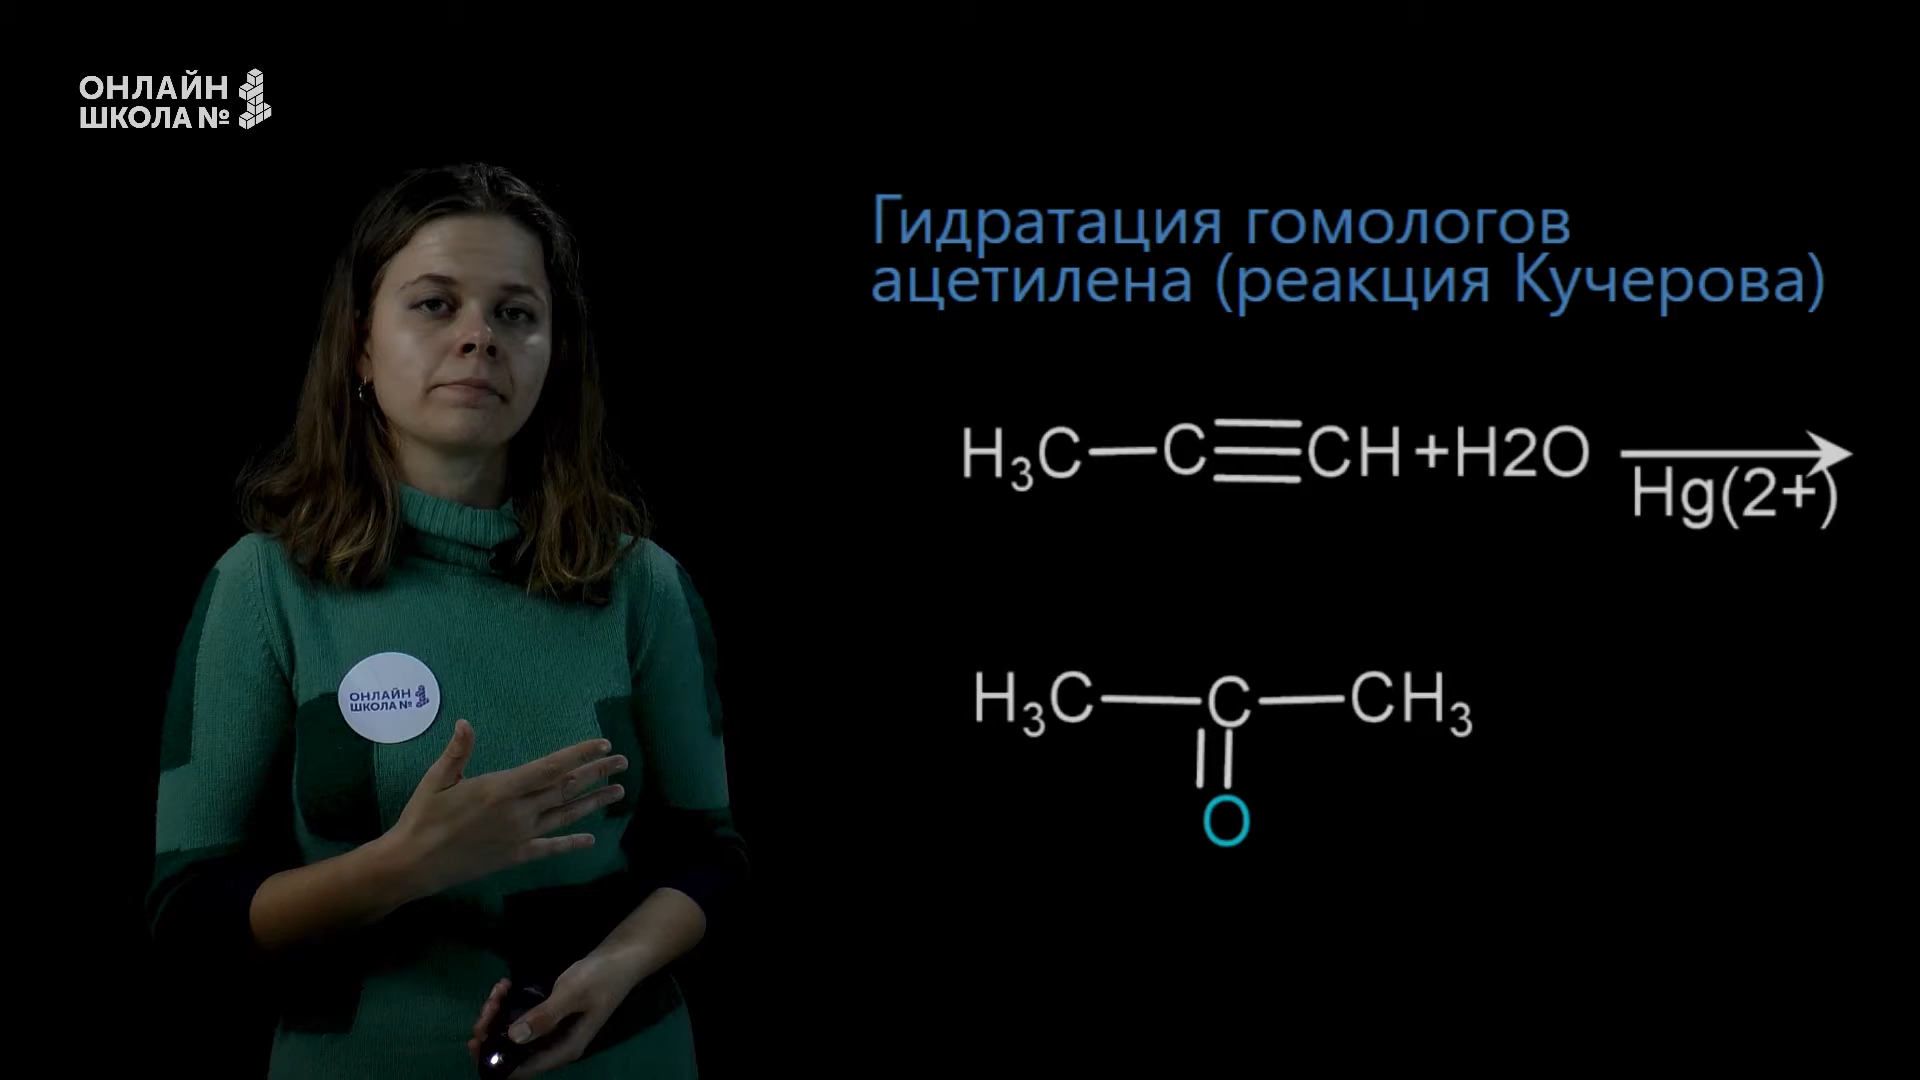 ОНЛАЙН
ШКОЛА №
Гидратация гомологов
ацетилена (реакция Кучерова)
H₃C—C≡CH+H2O
Hg(2+)
H₃C—C—CH₃
O
ОНЛАЙН
ШКОЛА №